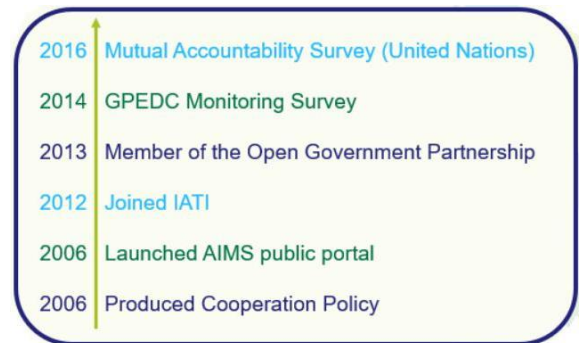 2016 Mutual Accountability Survey (United Nations)
2014 GPEDC Monitoring Survey
2013 Member of the Open Government Partnership
2012 Joined IATI
2006 Launched AIMS public portal
2006 Produced Cooperation Policy